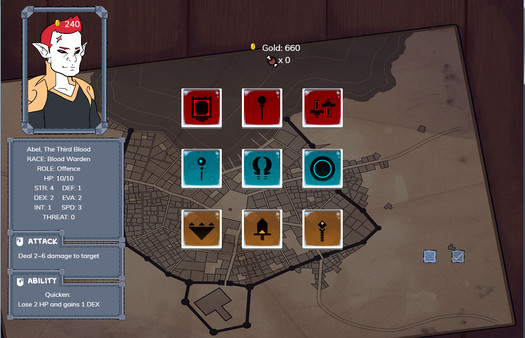 240
Gold: 660
x 0
Abel, The Third Blood
RACE: Blood Warden
ROLE: Offence
HP: 10/10
STR: 4 DEF: 1
DEX: 2 EVA: 2
INT: 1 SPD: 3
THREAT: 0
ATTACK
Deal 2-6 damage to target
ABILITY
Quicken:
Lose 2 HP and gains 1 DEX